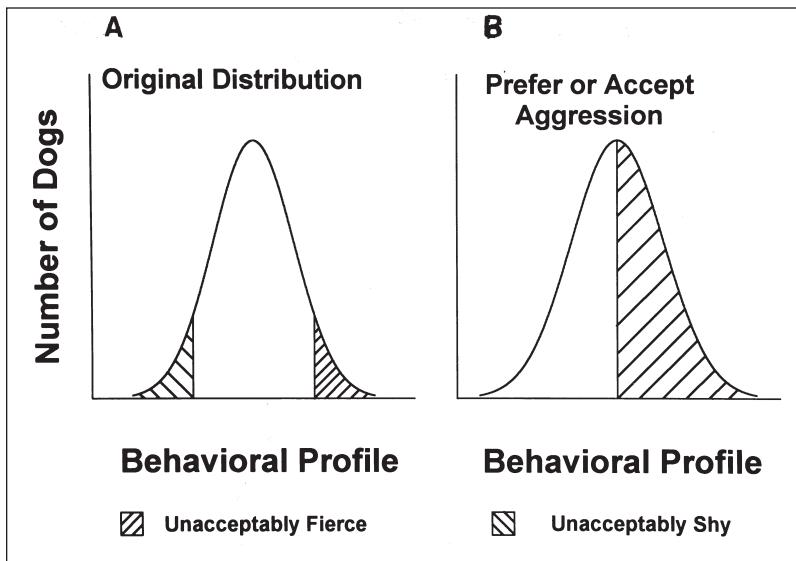 A
Original Distribution
Number of Dogs
Behavioral Profile
Unacceptably Fierce
B
Prefer or Accept
Aggression
Behavioral Profile
Unacceptably Shy